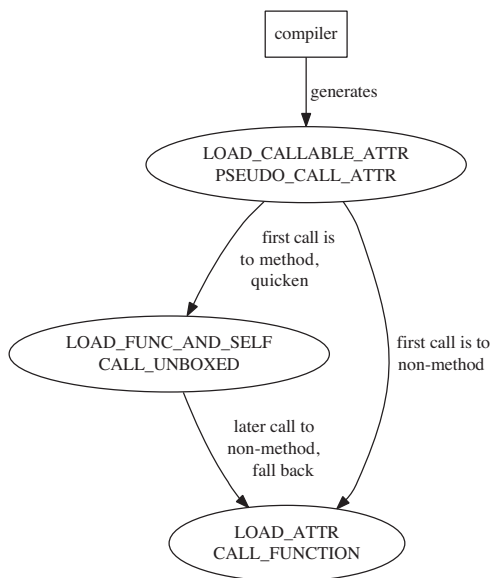 compiler
generates
LOAD_CALLABLE_ATTR
PSEUDO_CALL_ATTR
first call is
to method,
quicken
first call is to
non-method
LOAD_FUNC_AND_SELF
CALL_UNBOXED
later call to
non-method,
fall back
LOAD_ATTR
CALL_FUNCTION